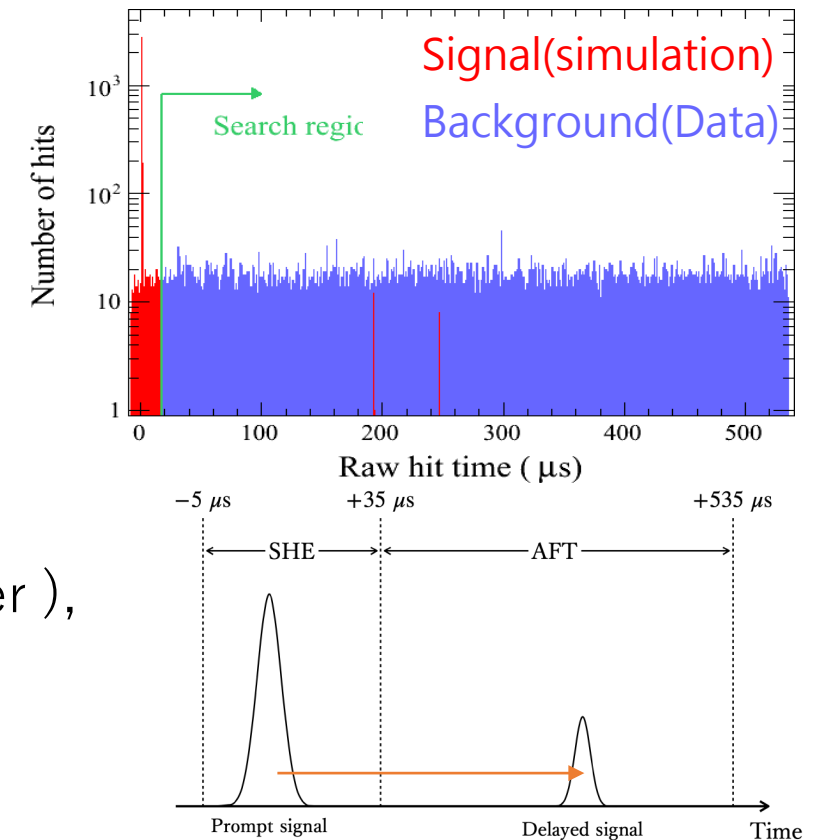 Signal(simulation)
Background(Data)
Search regic
Number of hits
10³
10²
10
1
0 100 200 300 400 500
Raw hit time ( μs)
−5 μs +35 μs +535 μs
SHE AFT
er ),
Prompt signal Delayed signal Time